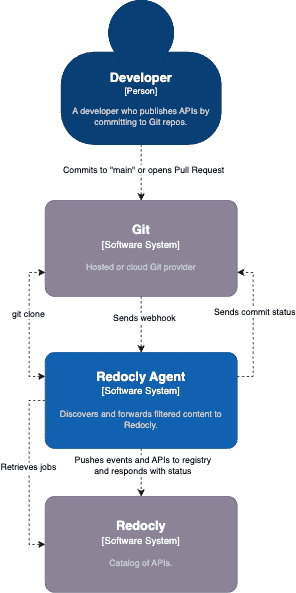 Developer
[Person]
A developer who publishes APIs by
committing to Git repos.
Commits to "main" or opens Pull Request
Git
[Software System]
Hosted or cloud Git provider
git clone
Sends webhook
Sends commit status
Redocly Agent
[Software System]
Discovers and forwards filtered content to
Redocly.
Pushes events and APIs to registry
and responds with status
Retrieves jobs
Redocly
[Software System]
Catalog of APIs.